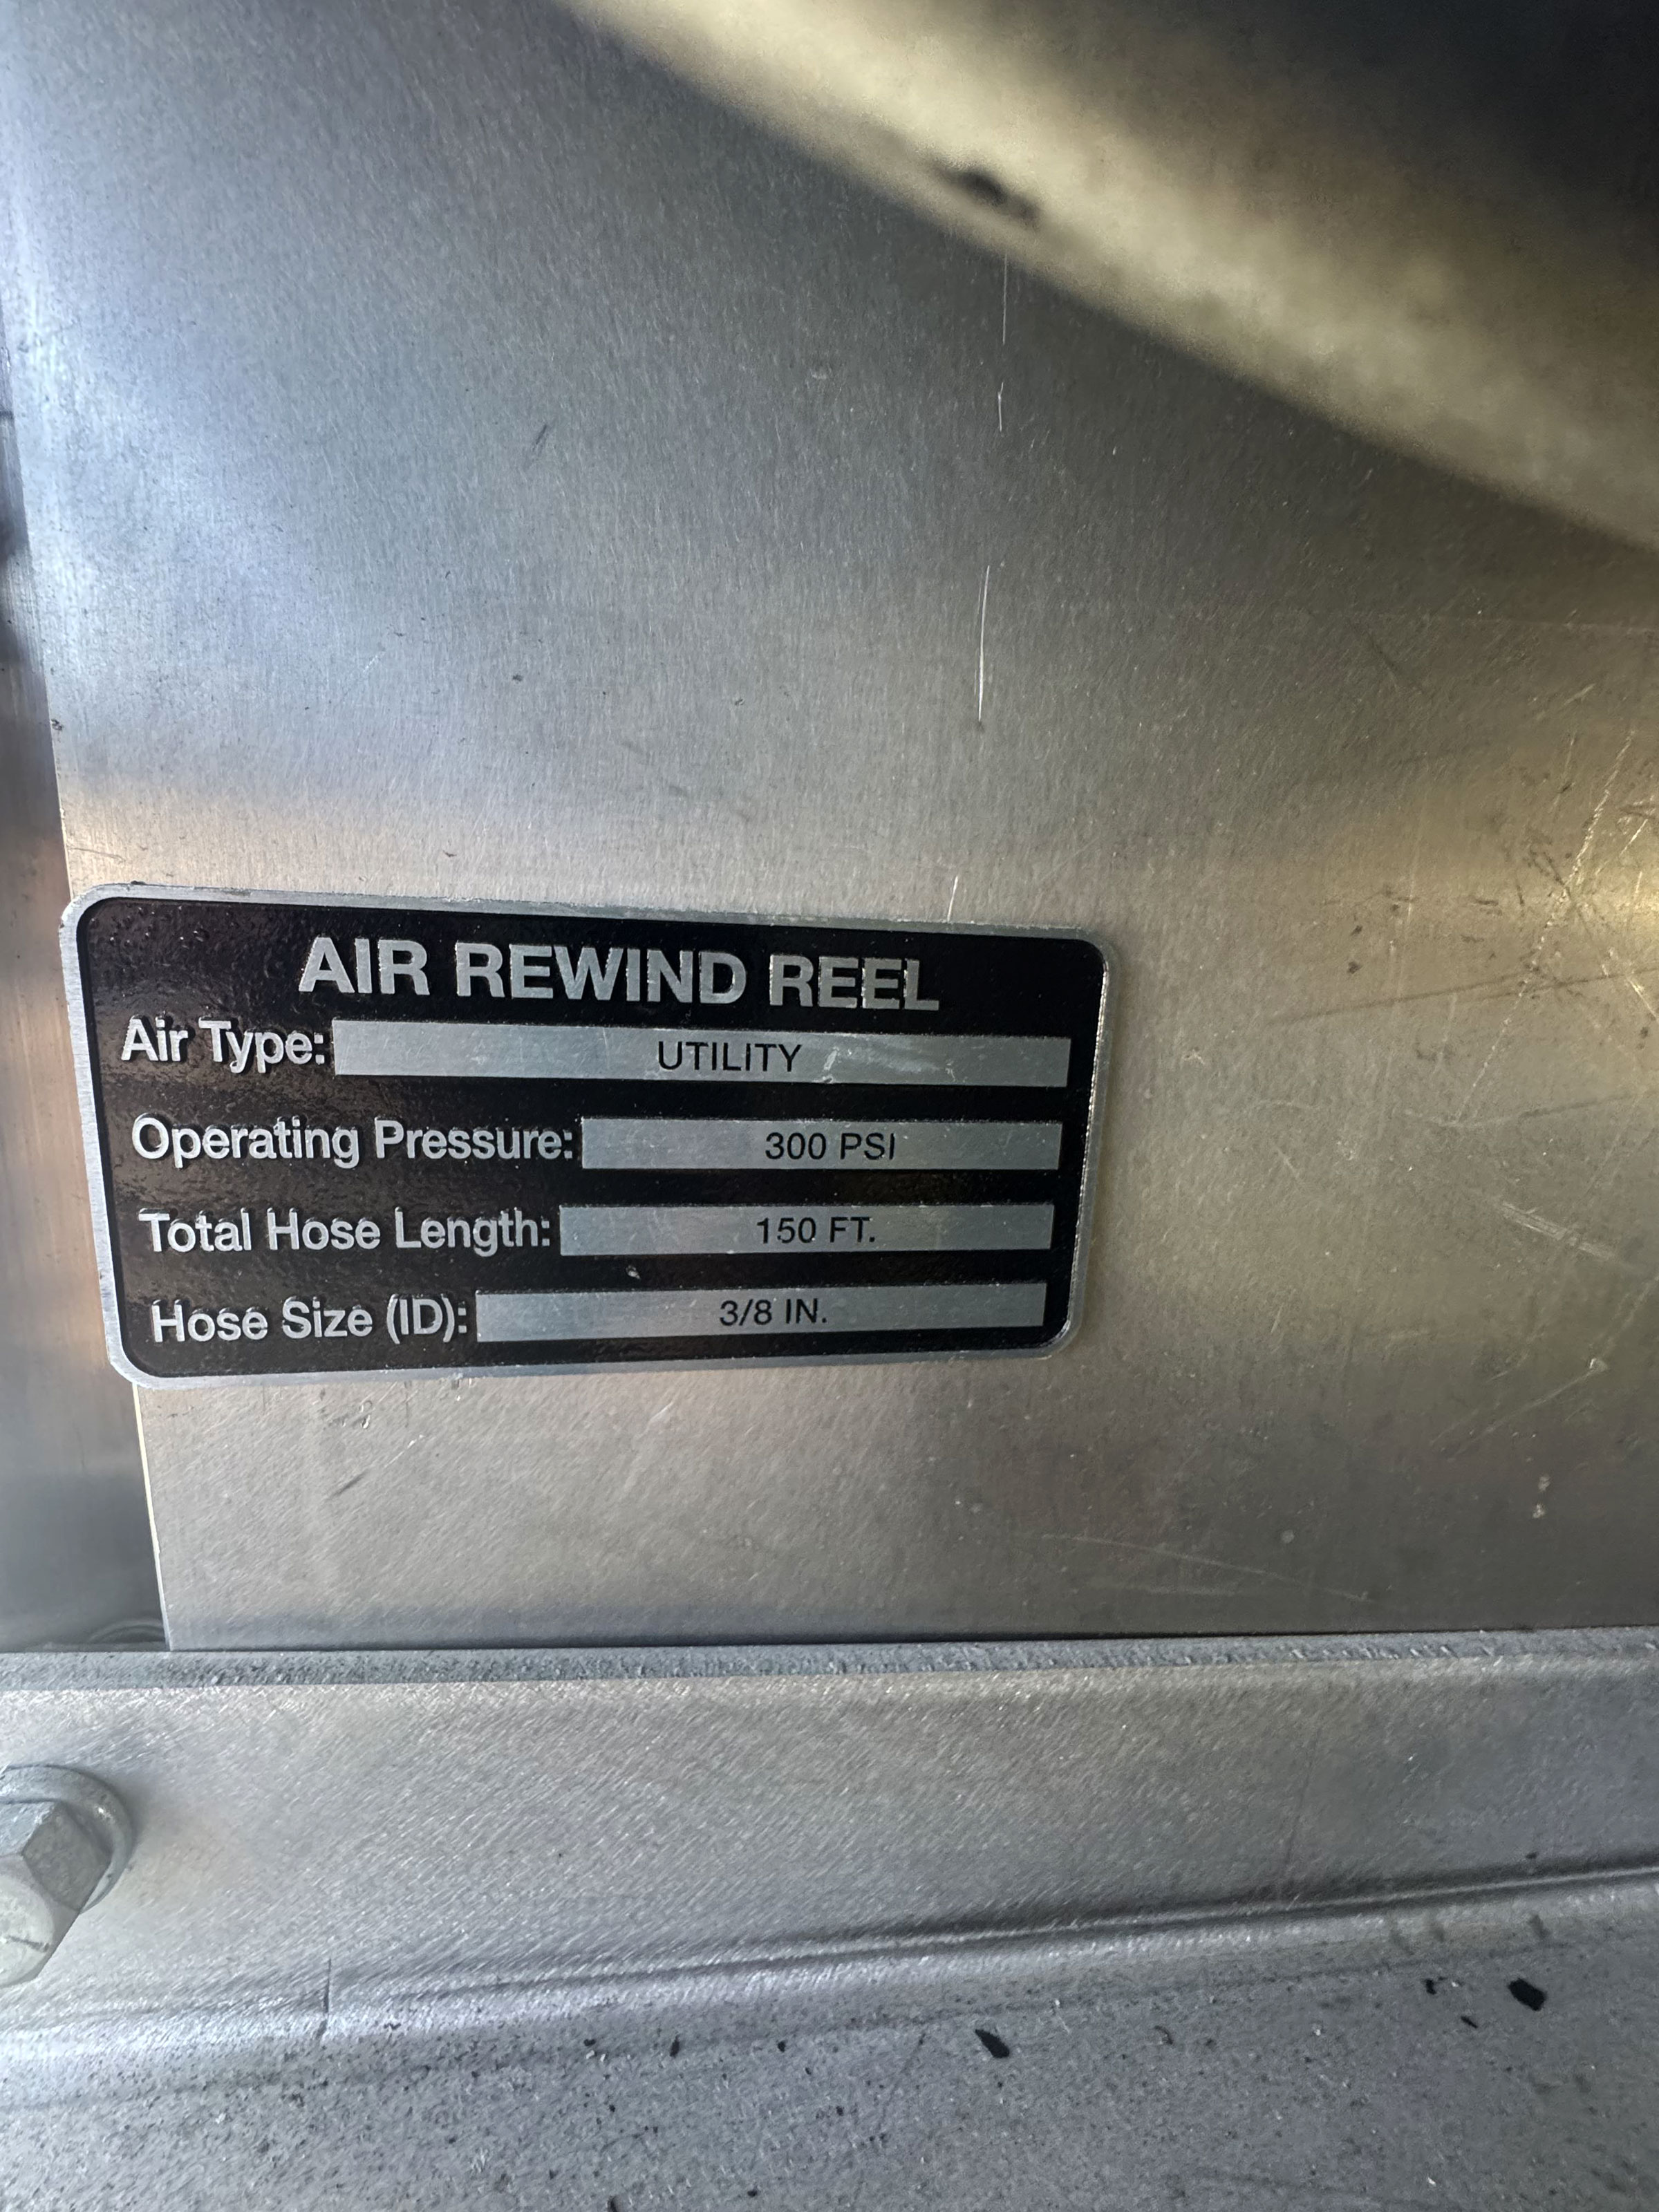 AIR REWIND REEL
Air Type: UTILITY
Operating Pressure: 300 PSI
Total Hose Length: 150 FT.
Hose Size (ID): 3/8 IN.